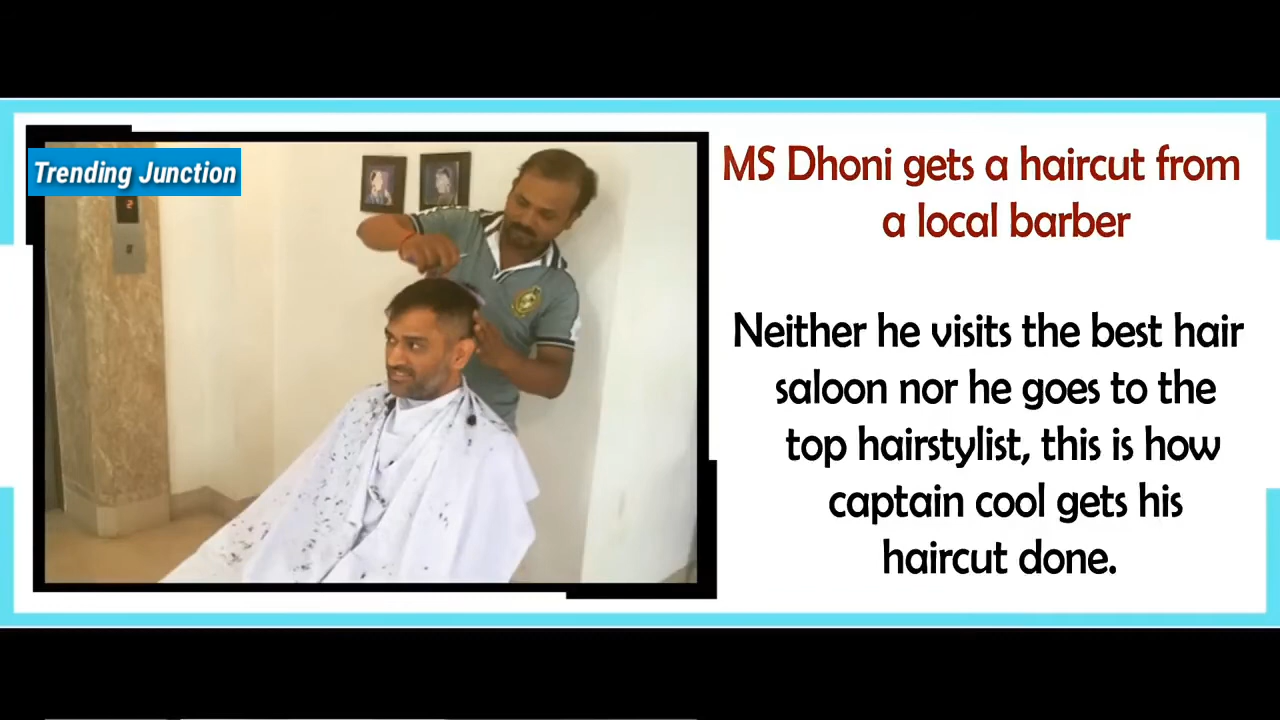 Trending Junction
MS Dhoni gets a haircut from
a local barber
Neither he visits the best hair
saloon nor he goes to the
top hairstylist, this is how
captain cool gets his
haircut done.